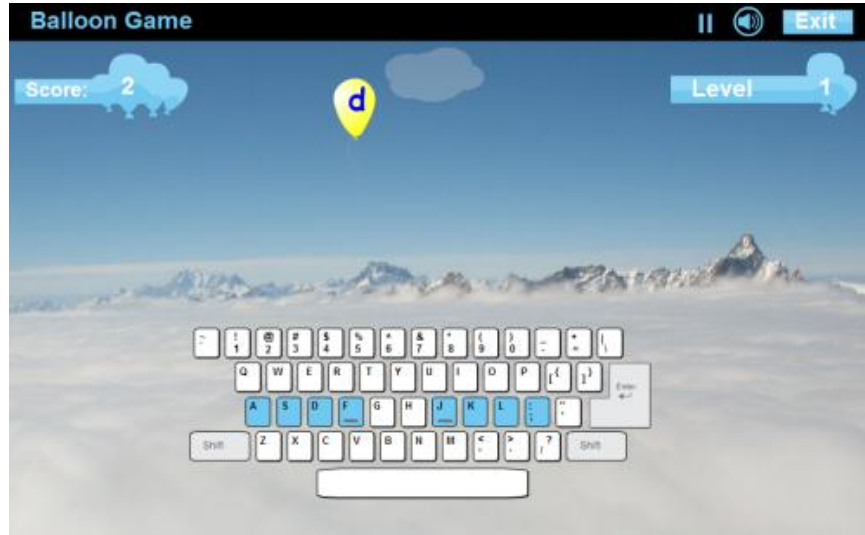 Balloon Game
Exit
Score: 2
Level 1
d
~ ! 1 @ 2 # 3 $ 4 % 5 ^ 6 & 7 * 8 ( 9 ) 0 _ - + = | \
Q W E R T Y U I O P { [ } ]
Enter
A S D F G H J K L : ; " '
Shift Z X C V B N M < , > . ? / Shift